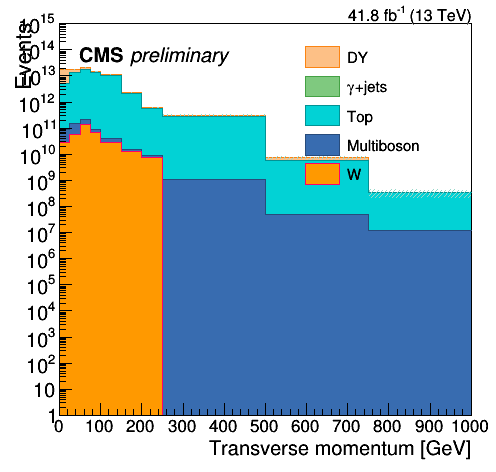 41.8 fb⁻¹ (13 TeV)
Events
CMS preliminary
DY
γ+jets
Top
Multiboson
W
10¹⁵
10¹⁴
10¹³
10¹²
10¹¹
10¹⁰
10⁹
10⁸
10⁷
10⁶
10⁵
10⁴
10³
10²
10
1
0 100 200 300 400 500 600 700 800 900 1000
Transverse momentum [GeV]